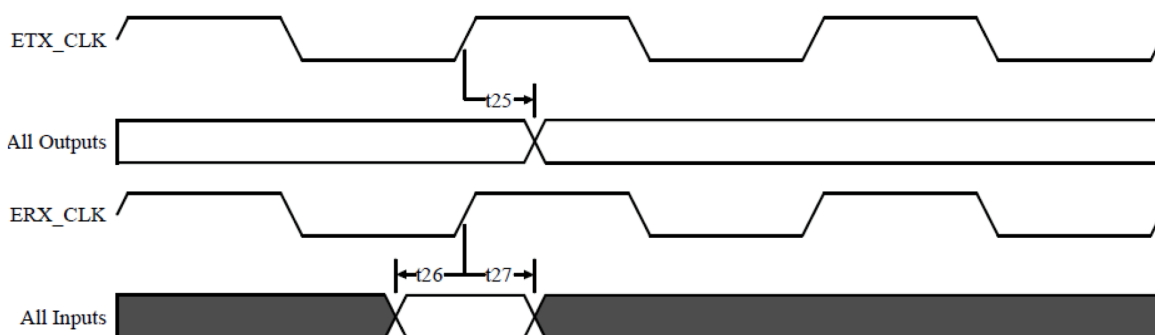 ETX_CLK
t25
All Outputs
ERX_CLK
t26 t27
All Inputs